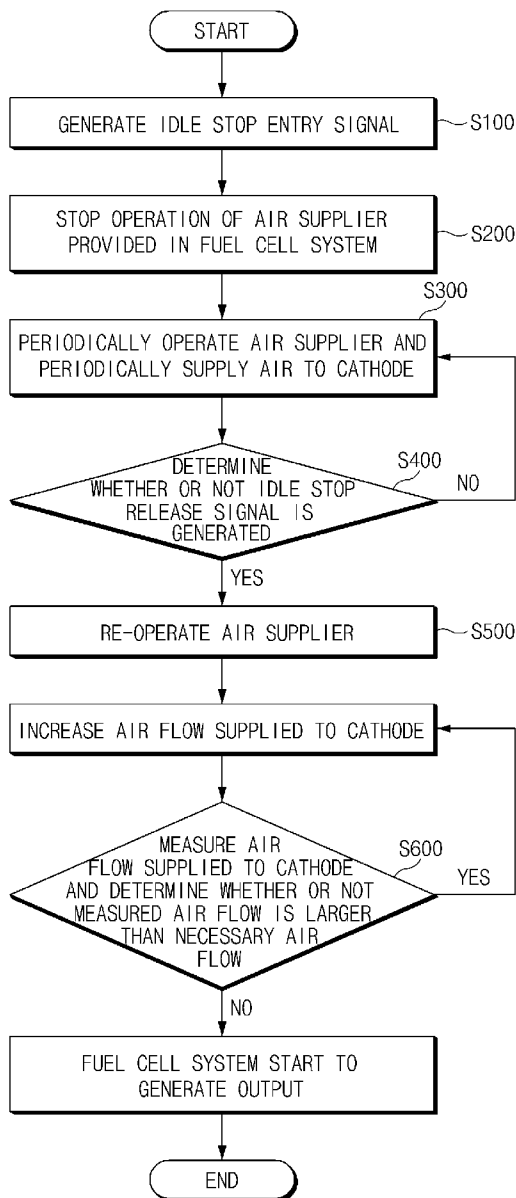 START
GENERATE IDLE STOP ENTRY SIGNAL
S100
STOP OPERATION OF AIR SUPPLIER
PROVIDED IN FUEL CELL SYSTEM
S200
S300
PERIODICALLY OPERATE AIR SUPPLIER AND
PERIODICALLY SUPPLY AIR TO CATHODE
S400
DETERMINE
WHETHER OR NOT IDLE STOP
RELEASE SIGNAL IS
GENERATED
NO
YES
RE-OPERATE AIR SUPPLIER
S500
INCREASE AIR FLOW SUPPLIED TO CATHODE
S600
MEASURE AIR
FLOW SUPPLIED TO CATHODE
AND DETERMINE WHETHER OR NOT
MEASURED AIR FLOW IS LARGER
THAN NECESSARY AIR
FLOW
YES
NO
FUEL CELL SYSTEM START TO
GENERATE OUTPUT
END